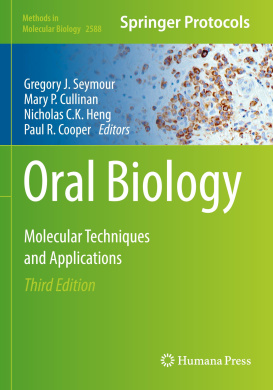 Methods in
Molecular Biology 2588
Springer Protocols
Gregory J. Seymour
Mary P. Cullinan
Nicholas C.K. Heng
Paul R. Cooper Editors
Oral Biology
Molecular Techniques
and Applications
Third Edition
Humana Press